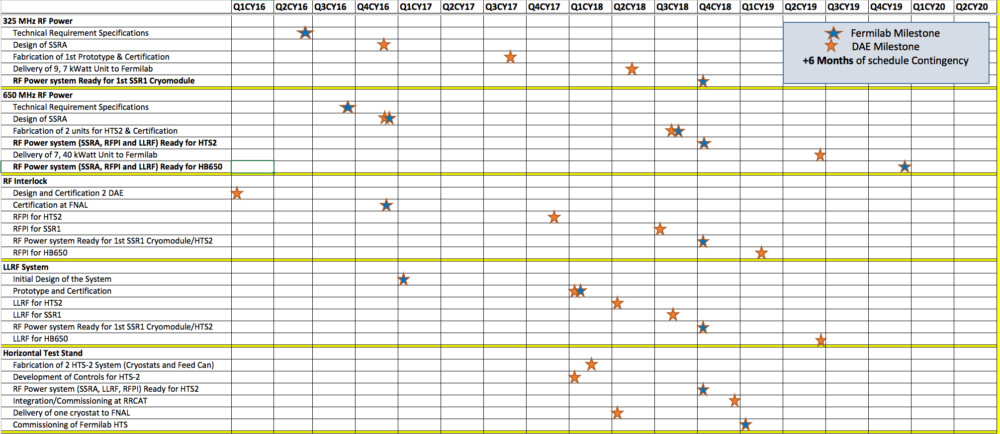 Q1CY16 Q2CY16 Q3CY16 Q4CY16 Q1CY17 Q2CY17 Q3CY17 Q4CY17 Q1CY18 Q2CY18 Q3CY18 Q4CY18 Q1CY19 Q2CY19 Q3CY19 Q4CY19 Q1CY20 Q2CY20
325 MHz RF Power
Technical Requirement Specifications
Design of SSRA
Fabrication of 1st Prototype & Certification
Delivery of 9, 7 kWatt Unit to Fermilab
RF Power system Ready for 1st SSR1 Cryomodule
Fermilab Milestone
DAE Milestone
+6 Months of schedule Contingency
650 MHz RF Power
Technical Requirement Specifications
Design of SSRA
Fabrication of 2 units for HTS2 & Certification
RF Power system (SSRA, RFPI and LLRF) Ready for HTS2
Delivery of 7, 40 kWatt Unit to Fermilab
RF Power system (SSRA, RFPI and LLRF) Ready for HB650
RF Interlock
Design and Certification 2 DAE
Certification at FNAL
RFPI for HTS2
RFPI for SSR1
RF Power system Ready for 1st SSR1 Cryomodule/HTS2
RFPI for HB650
LLRF System
Initial Design of the System
Prototype and Certification
LLRF for HTS2
LLRF for SSR1
RF Power system Ready for 1st SSR1 Cryomodule/HTS2
LLRF for HB650
Horizontal Test Stand
Fabrication of 2 HTS-2 System (Cryostats and Feed Can)
Development of Controls for HTS-2
RF Power system (SSRA, LLRF, RFPI) Ready for HTS2
Integration/Commissioning at RRCAT
Delivery of one cryostat to FNAL
Commissioning of Fermilab HTS